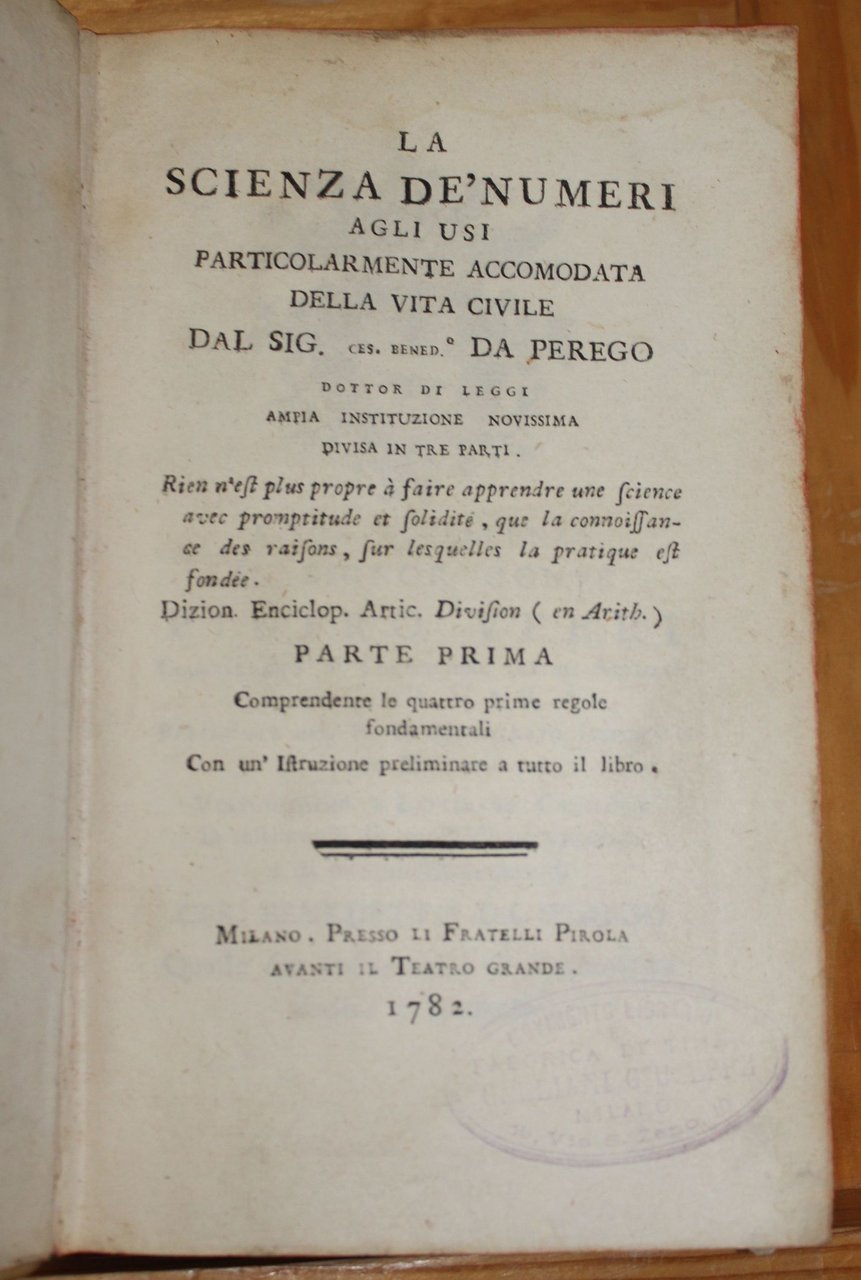 LA
SCIENZA DE'NUMERI
AGLI USI
PARTICOLARMENTE ACCOMODATA
DELLA VITA CIVILE
DAL SIG. CES. BENED.º DA PEREGO
DOTTOR DI LEGGI
AMPIA INSTITUZIONE NOVISSIMA
DIVISA IN TRE PARTI.
Rien n'eſt plus propre à faire apprendre une ſcience
avec promptitude et ſolidité, que la connoiſſan-
ce des raiſons, ſur lesquelles la pratique eſt
fondée.
Dizion. Enciclop. Artic. Diviſion (en Arith.)
PARTE PRIMA
Comprendente le quattro prime regole
fondamentali
Con un' Iſtruzione preliminare a tutto il libro.
MILANO. PRESSO LI FRATELLI PIROLA
AVANTI IL TEATRO GRANDE.
1782.
FABBRICA DI
MILANO